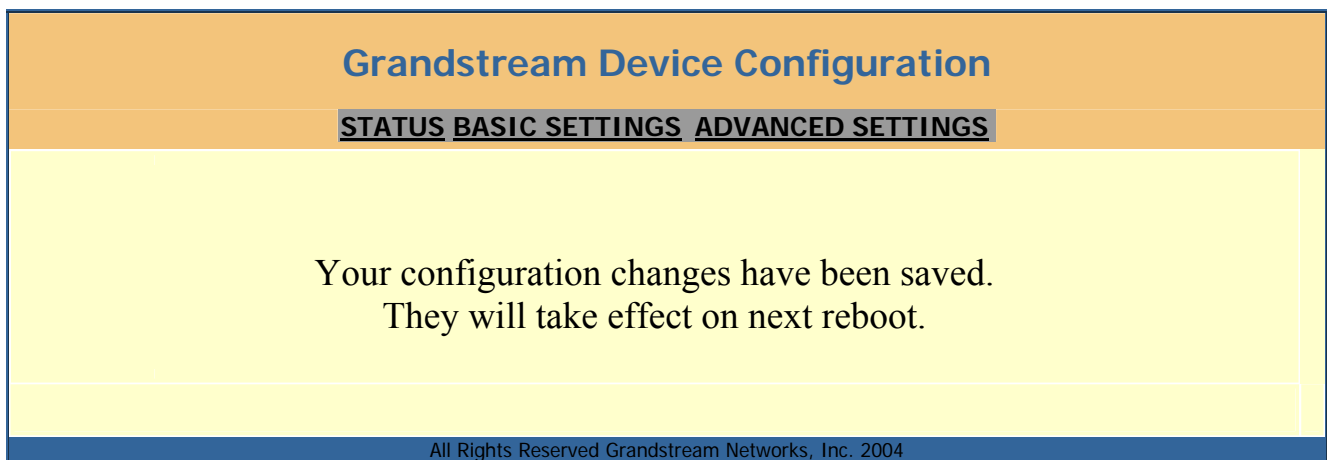 Grandstream Device Configuration
STATUS BASIC SETTINGS ADVANCED SETTINGS
Your configuration changes have been saved.
They will take effect on next reboot.
All Rights Reserved Grandstream Networks, Inc. 2004